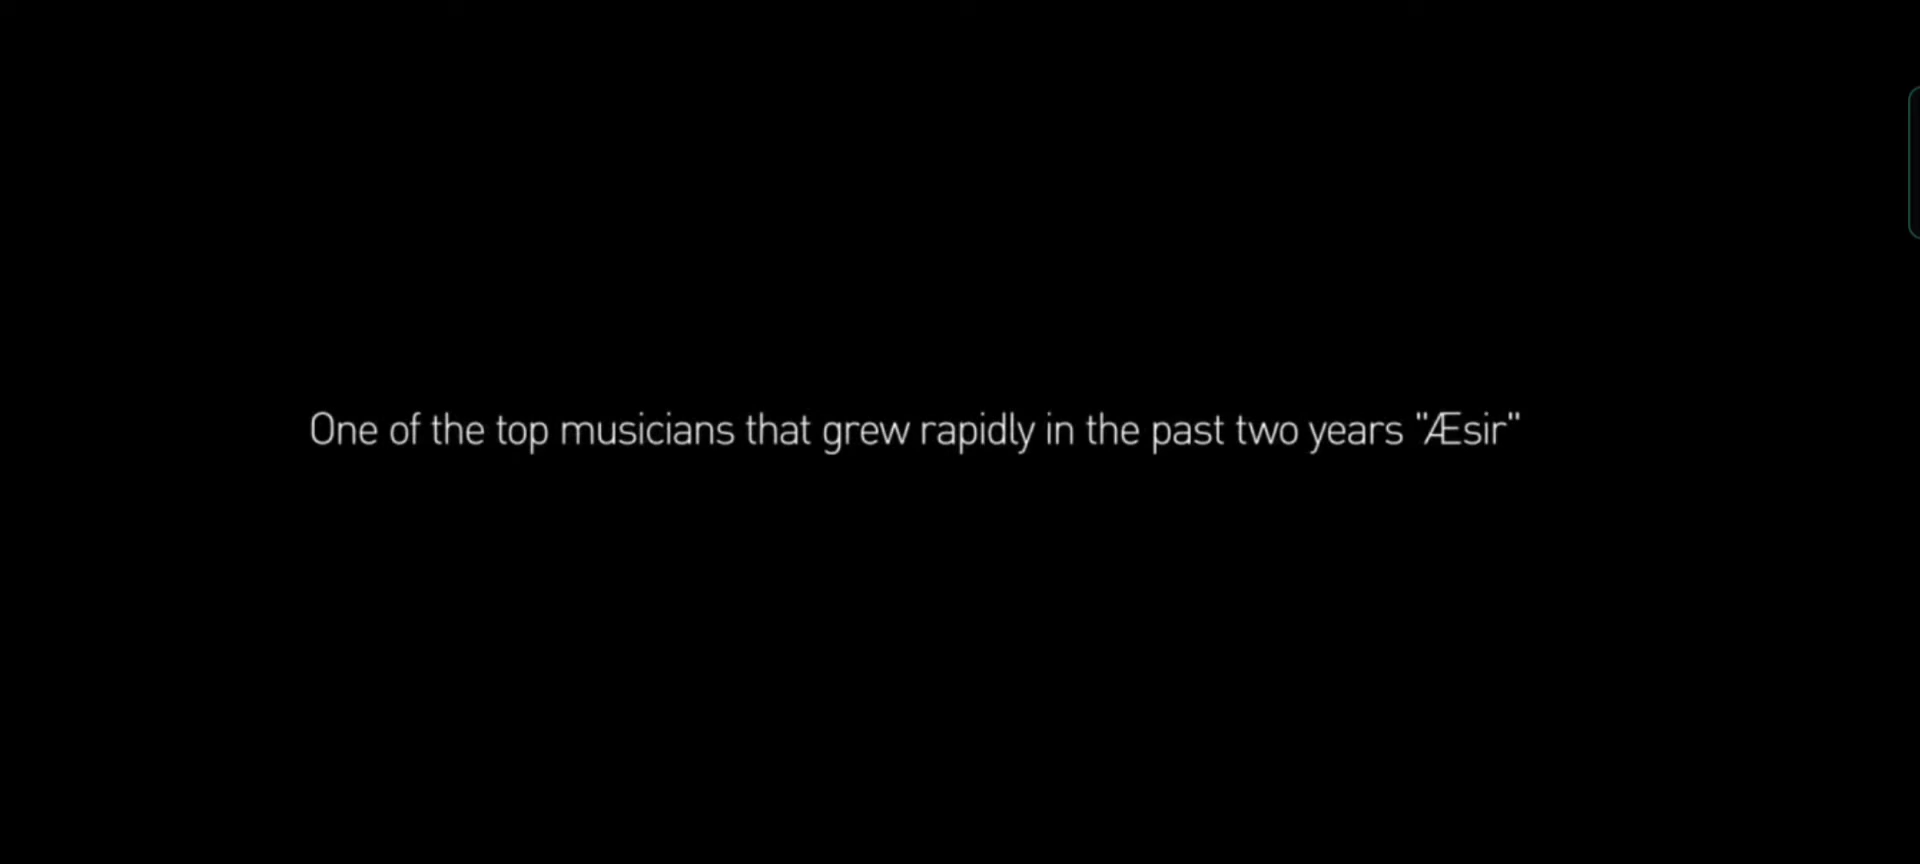 One of the top musicians that grew rapidly in the past two years "Æsir"